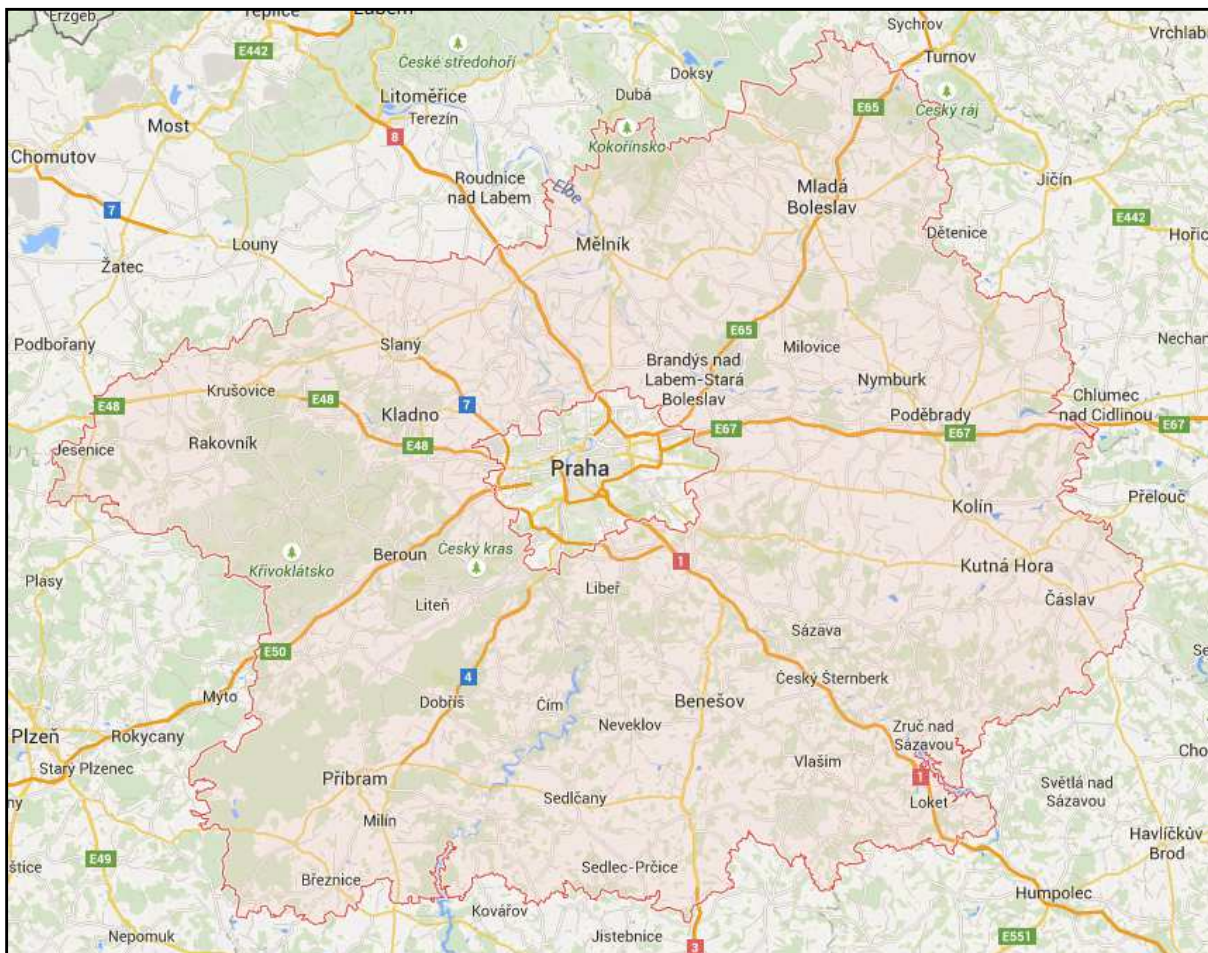 Erzgeb
Teplice
Labem
Sychrov
Vrchlabí
E442
České středohoří
Doksy
Turnov
Litoměřice
Dubá
E65
Český ráj
Most
Terezín
8
Kokořínsko
Chomutov
Roudnice
nad Labem
Elbe
Mladá
Boleslav
Jičín
7
E442
Louny
Mělník
Dětenice
Hořic
Žatec
Podbořany
Slaný
E65
Milovice
Nechan
Brandýs nad
Labem-Stará
Boleslav
Krušovice
E48
E48
7
Nymburk
Chlumec
nad Cidlinou
Kladno
Poděbrady
Rakovník
E48
E67
E67
E67
Jesenice
Praha
Přelouč
Kolín
Beroun
Český kras
Křivoklátsko
1
Kutná Hora
Plasy
Liteň
Libeř
Čáslav
Sázava
E50
4
Český Šternberk
Mýto
Dobříš
Čím
Benešov
Neveklov
Zruč nad
Sázavou
Plzeň
Rokycany
Cho
Starý Plzenec
Příbram
Vlašim
1
Světlá nad
Sázavou
ny
Sedlčany
Loket
Milín
Havlíčkův
Brod
E49
štice
Sedlec-Prčice
Březnice
Humpolec
Kovářov
Nepomuk
Jistebnice
3
E551